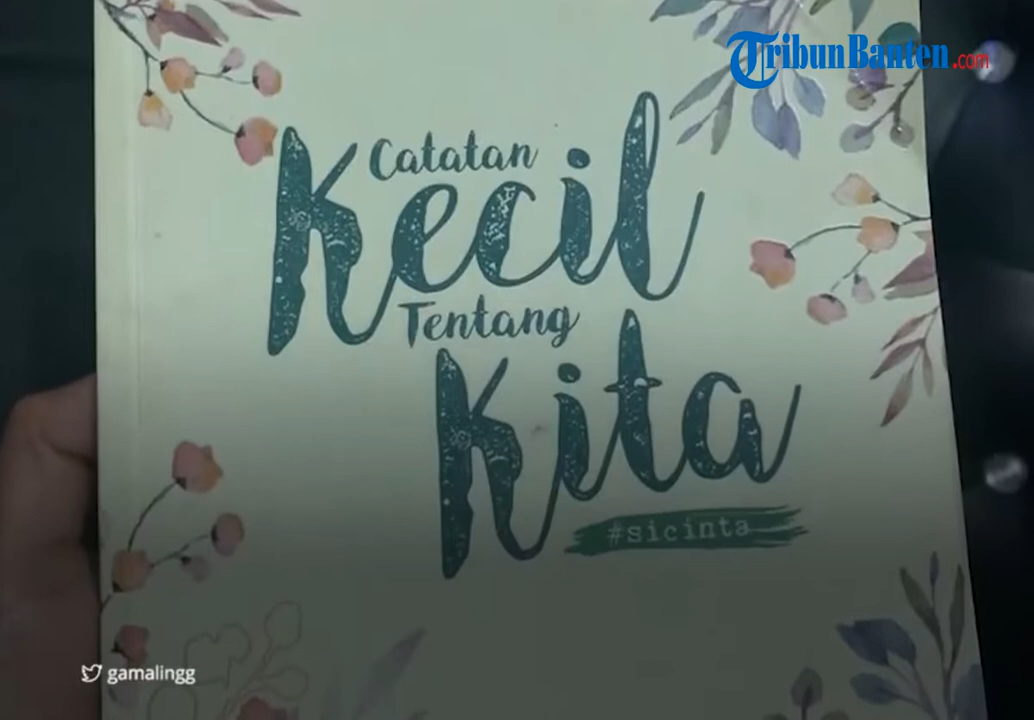 TribunBanten.com
Catatan
Kecil
Tentang
Kita
#sicinta
gamalingg